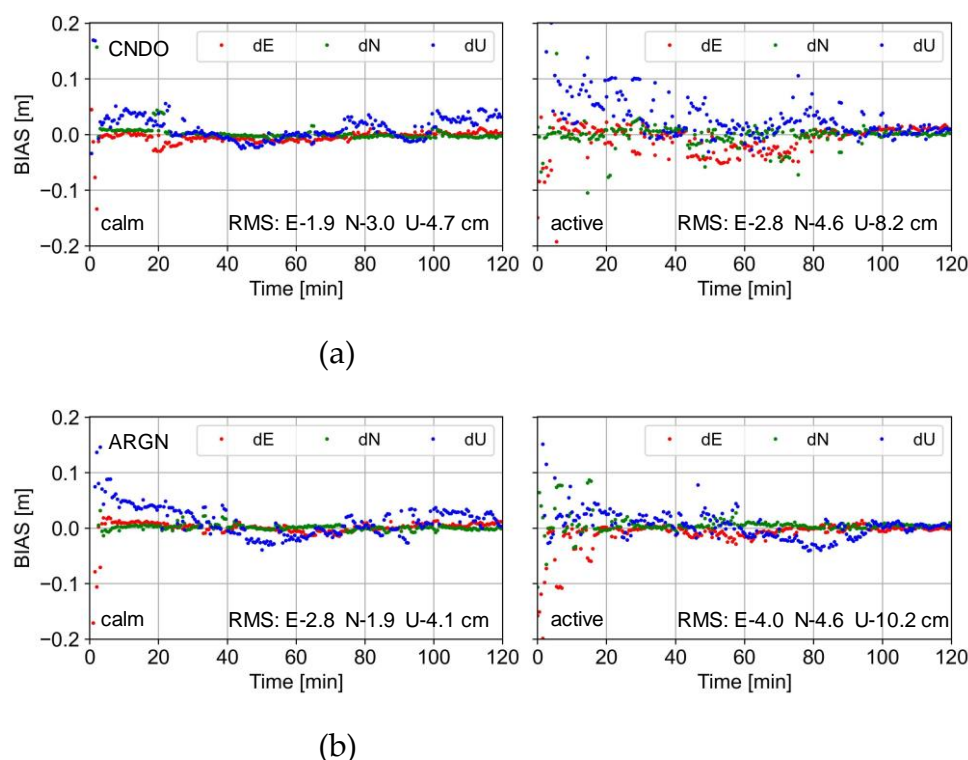 0.2
CNDO
dE
dN
dU
0.1
0.0
−0.1
calm
RMS: E-1.9 N-3.0 U-4.7 cm
−0.2
BIAS [m]
0 20 40 60 80 100 120
Time [min]
dE
dN
dU
active
RMS: E-2.8 N-4.6 U-8.2 cm
0 20 40 60 80 100 120
Time [min]
(a)
0.2
ARGN
dE
dN
dU
0.1
0.0
−0.1
calm
RMS: E-2.8 N-1.9 U-4.1 cm
−0.2
BIAS [m]
0 20 40 60 80 100 120
Time [min]
dE
dN
dU
active
RMS: E-4.0 N-4.6 U-10.2 cm
0 20 40 60 80 100 120
Time [min]
(b)